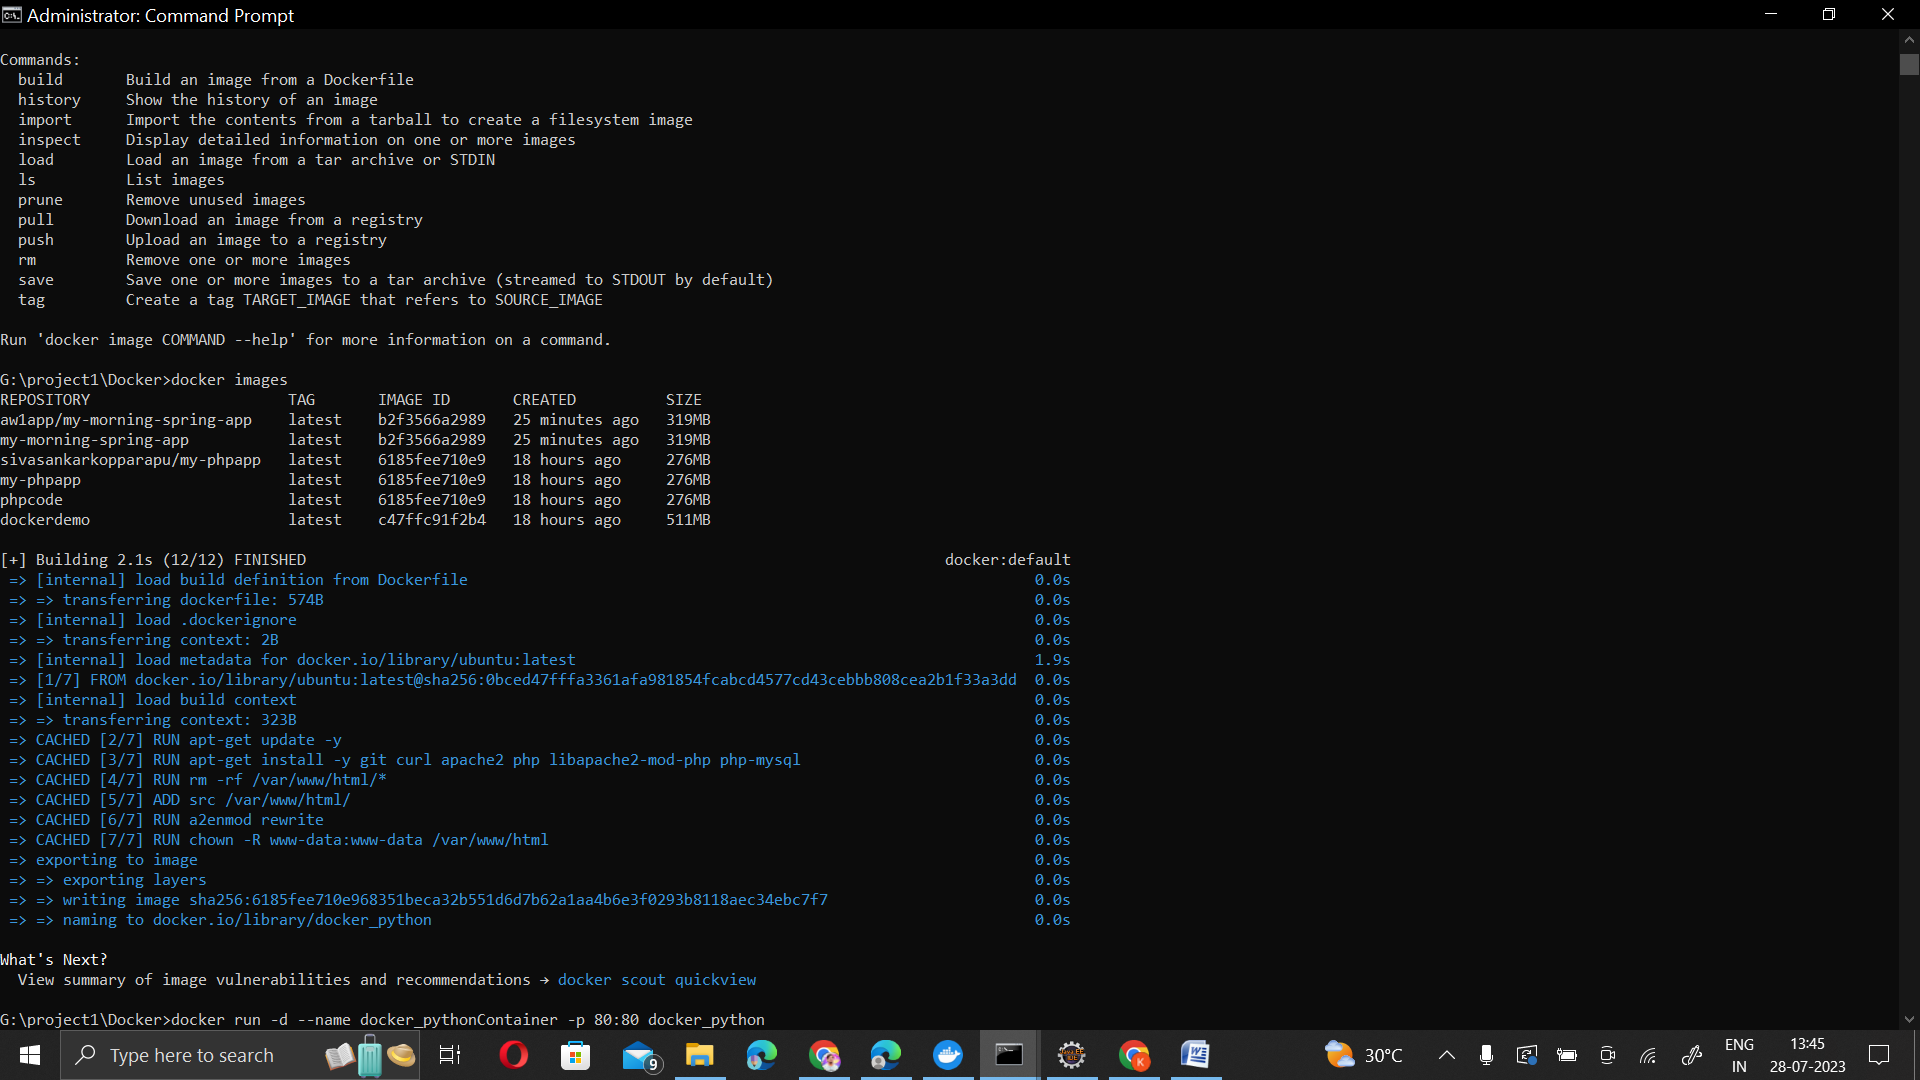 Administrator: Command Prompt
Commands:
build Build an image from a Dockerfile
history Show the history of an image
import Import the contents from a tarball to create a filesystem image
inspect Display detailed information on one or more images
load Load an image from a tar archive or STDIN
ls List images
prune Remove unused images
pull Download an image from a registry
push Upload an image to a registry
rm Remove one or more images
save Save one or more images to a tar archive (streamed to STDOUT by default)
tag Create a tag TARGET_IMAGE that refers to SOURCE_IMAGE
Run 'docker image COMMAND --help' for more information on a command.
G:\project1\Docker>docker images
REPOSITORY TAG IMAGE ID CREATED SIZE
aw1app/my-morning-spring-app latest b2f3566a2989 25 minutes ago 319MB
my-morning-spring-app latest b2f3566a2989 25 minutes ago 319MB
sivasankarkopparapu/my-phpapp latest 6185fee710e9 18 hours ago 276MB
my-phpapp latest 6185fee710e9 18 hours ago 276MB
phpcode latest 6185fee710e9 18 hours ago 276MB
dockerdemo latest c47ffc91f2b4 18 hours ago 511MB
[+] Building 2.1s (12/12) FINISHED docker:default
=> [internal] load build definition from Dockerfile 0.0s
=> => transferring dockerfile: 574B 0.0s
=> [internal] load .dockerignore 0.0s
=> => transferring context: 2B 0.0s
=> [internal] load metadata for docker.io/library/ubuntu:latest 1.9s
=> [1/7] FROM docker.io/library/ubuntu:latest@sha256:0bced47fffa3361afa981854fcabcd4577cd43cebbb808cea2b1f33a3dd 0.0s
=> [internal] load build context 0.0s
=> => transferring context: 323B 0.0s
=> CACHED [2/7] RUN apt-get update -y 0.0s
=> CACHED [3/7] RUN apt-get install -y git curl apache2 php libapache2-mod-php php-mysql 0.0s
=> CACHED [4/7] RUN rm -rf /var/www/html/* 0.0s
=> CACHED [5/7] ADD src /var/www/html/ 0.0s
=> CACHED [6/7] RUN a2enmod rewrite 0.0s
=> CACHED [7/7] RUN chown -R www-data:www-data /var/www/html 0.0s
=> exporting to image 0.0s
=> => exporting layers 0.0s
=> => writing image sha256:6185fee710e968351beca32b551d6d7b62a1aa4b6e3f0293b8118aec34ebc7f7 0.0s
=> => naming to docker.io/library/docker_python 0.0s
What's Next?
View summary of image vulnerabilities and recommendations → docker scout quickview
G:\project1\Docker>docker run -d --name docker_pythonContainer -p 80:80 docker_python
Type here to search
9
K
30°C
ENG
IN
13:45
28-07-2023